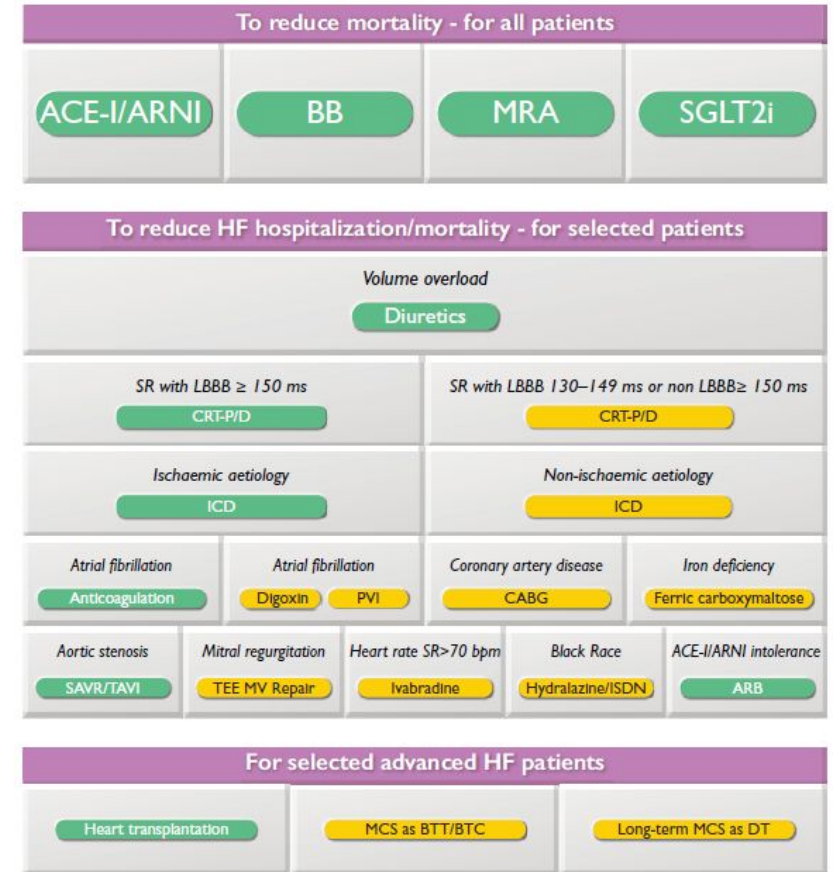 To reduce mortality - for all patients
ACE-I/ARNI
BB
MRA
SGLT2i
To reduce HF hospitalization/mortality - for selected patients
Volume overload
Diuretics
SR with LBBB ≥ 150 ms
CRT-P/D
SR with LBBB 130–149 ms or non LBBB≥ 150 ms
CRT-P/D
Ischaemic aetiology
ICD
Non-ischaemic aetiology
ICD
Atrial fibrillation
Anticoagulation
Atrial fibrillation
Digoxin
PVI
Coronary artery disease
CABG
Iron deficiency
Ferric carboxymaltose
Aortic stenosis
SAVR/TAVI
Mitral regurgitation
TEE MV Repair
Heart rate SR>70 bpm
Ivabradine
Black Race
Hydralazine/ISDN
ACE-I/ARNI intolerance
ARB
For selected advanced HF patients
Heart transplantation
MCS as BTT/BTC
Long-term MCS as DT